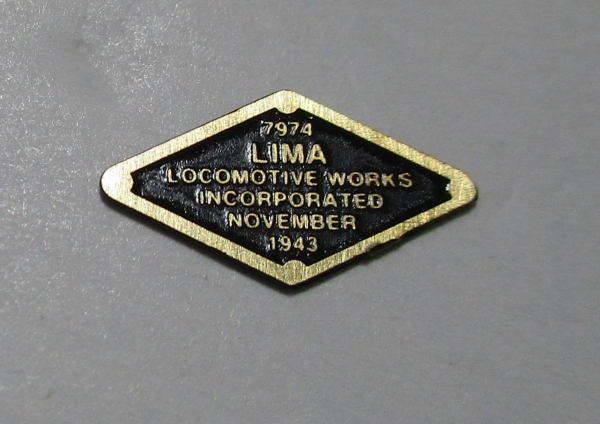 7974
LIMA
LOCOMOTIVE WORKS
INCORPORATED
NOVEMBER
1943